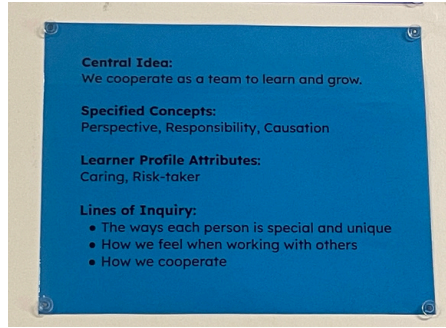 Central Idea:
We cooperate as a team to learn and grow.
Specified Concepts:
Perspective, Responsibility, Causation
Learner Profile Attributes:
Caring, Risk-taker
Lines of Inquiry:
• The ways each person is special and unique
• How we feel when working with others
• How we cooperate